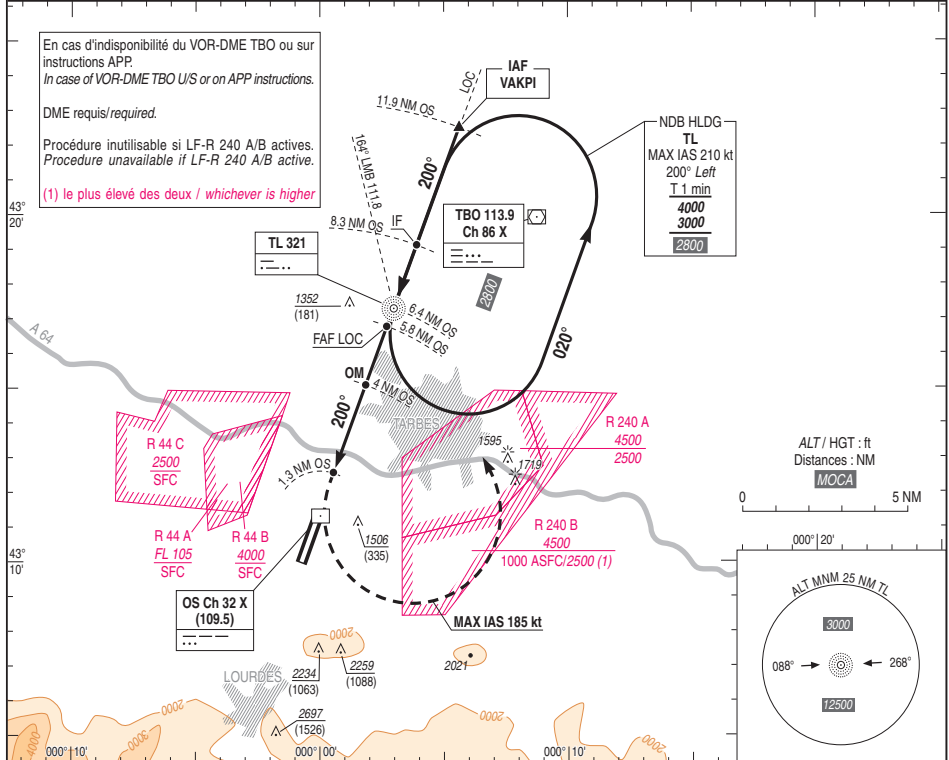 En cas d'indisponibilité du VOR-DME TBO ou sur
instructions APP.
In case of VOR-DME TBO U/S or on APP instructions.
DME requis/required.
Procédure inutilisable si LF-R 240 A/B actives.
Procedure unavailable if LF-R 240 A/B active.
(1) le plus élevé des deux / whichever is higher
IAF
VAKPI
LOC
11.9 NM OS
164° LMB 111.8
200°
8.3 NM OS
IF
NDB HLDG
TL
MAX IAS 210 kt
200° Left
T 1 min
4000
3000
2800
43°
20'
TBO 113.9
Ch 86 X
2800
TL 321
1352
(181)
6.4 NM OS
5.8 NM OS
FAF LOC
020°
A 64
OM
4 NM OS
200°
TARBES
R 44 C
2500
SFC
R 240 A
4500
2500
1595
1719
1.3 NM OS
ALT / HGT : ft
Distances : NM
MOCA
0
5 NM
R 44 A
FL 105
SFC
R 44 B
4000
SFC
1506
(335)
R 240 B
4500
1000 ASFC/2500 (1)
43°
10'
000° 20'
OS Ch 32 X
(109.5)
MAX IAS 185 kt
ALT MNM 25 NM TL
3000
088°
268°
12500
2000
2234
(1063)
2259
(1088)
2021
LOURDES
2697
(1526)
2000
3000
4000
2000
2000
2000
000° 10'
000° 00'
000° 10'